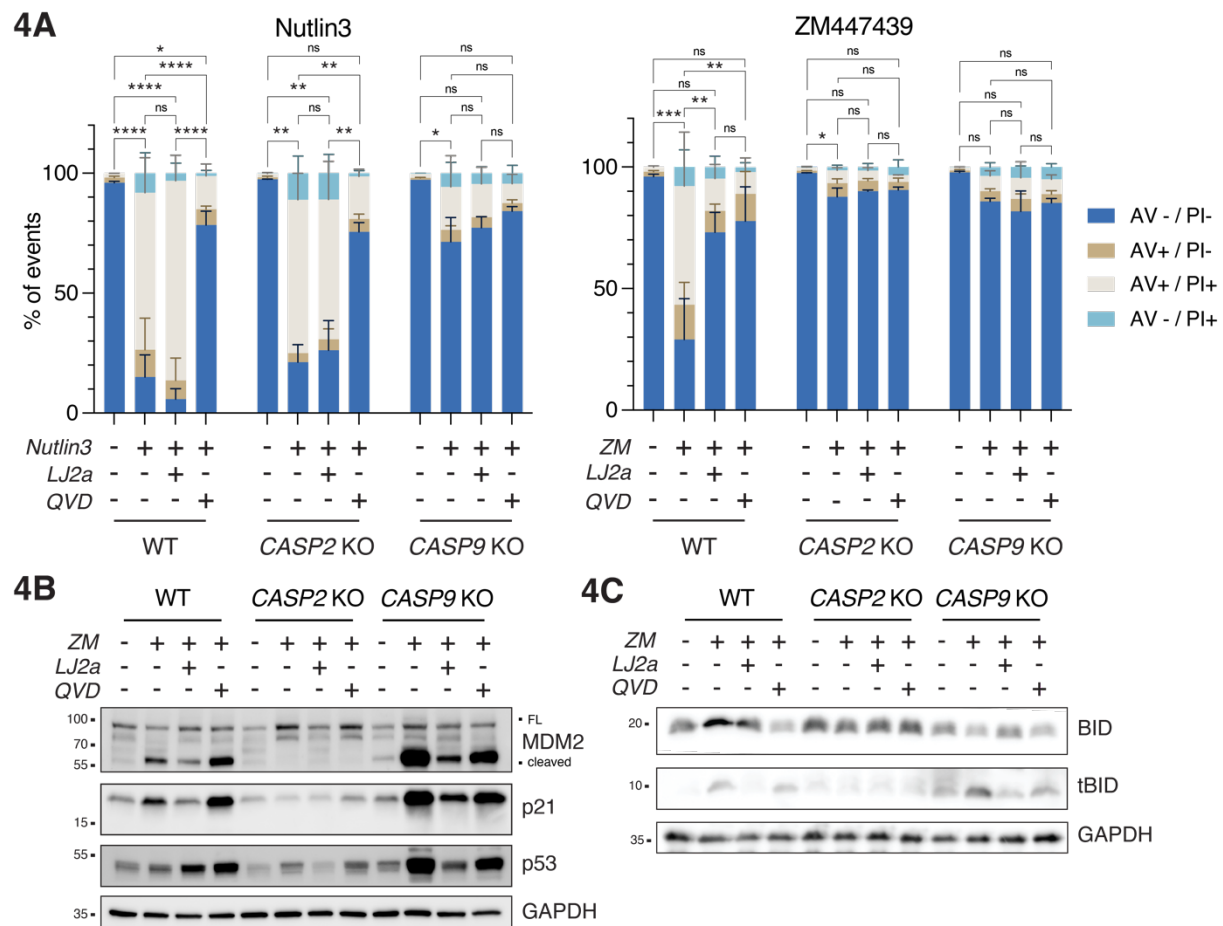 4A
Nutlin3
ZM447439
* ns ns ns ns ns
**** ** ns ** ns ns
**** ** ns ns ns ns
ns ns ns ** ns ns
**** **** ** ** * ns *** ns * ns ns ns
% of events
100
50
0
100
50
0
AV - / PI-
AV+ / PI-
AV+ / PI+
AV - / PI+
Nutlin3 - + + + - + + + - + + +
LJ2a - - + - - + - - +
QVD - - + - - + - - +
WT CASP2 KO CASP9 KO
ZM - + + + - + + + - + + +
LJ2a - - + - - + - - +
QVD - - + - - + - - +
WT CASP2 KO CASP9 KO
4B
WT CASP2 KO CASP9 KO
ZM - + + + - + + + - + + +
LJ2a - - + - - + - - +
QVD - - - + - - - + - - - +
100
70
55
FL
MDM2
cleaved
15
p21
55
p53
35
GAPDH
4C
WT CASP2 KO CASP9 KO
ZM - + + + - + + + - + + +
LJ2a - - + - - + - - +
QVD - - - + - - - + - - - +
20
BID
10
tBID
35
GAPDH